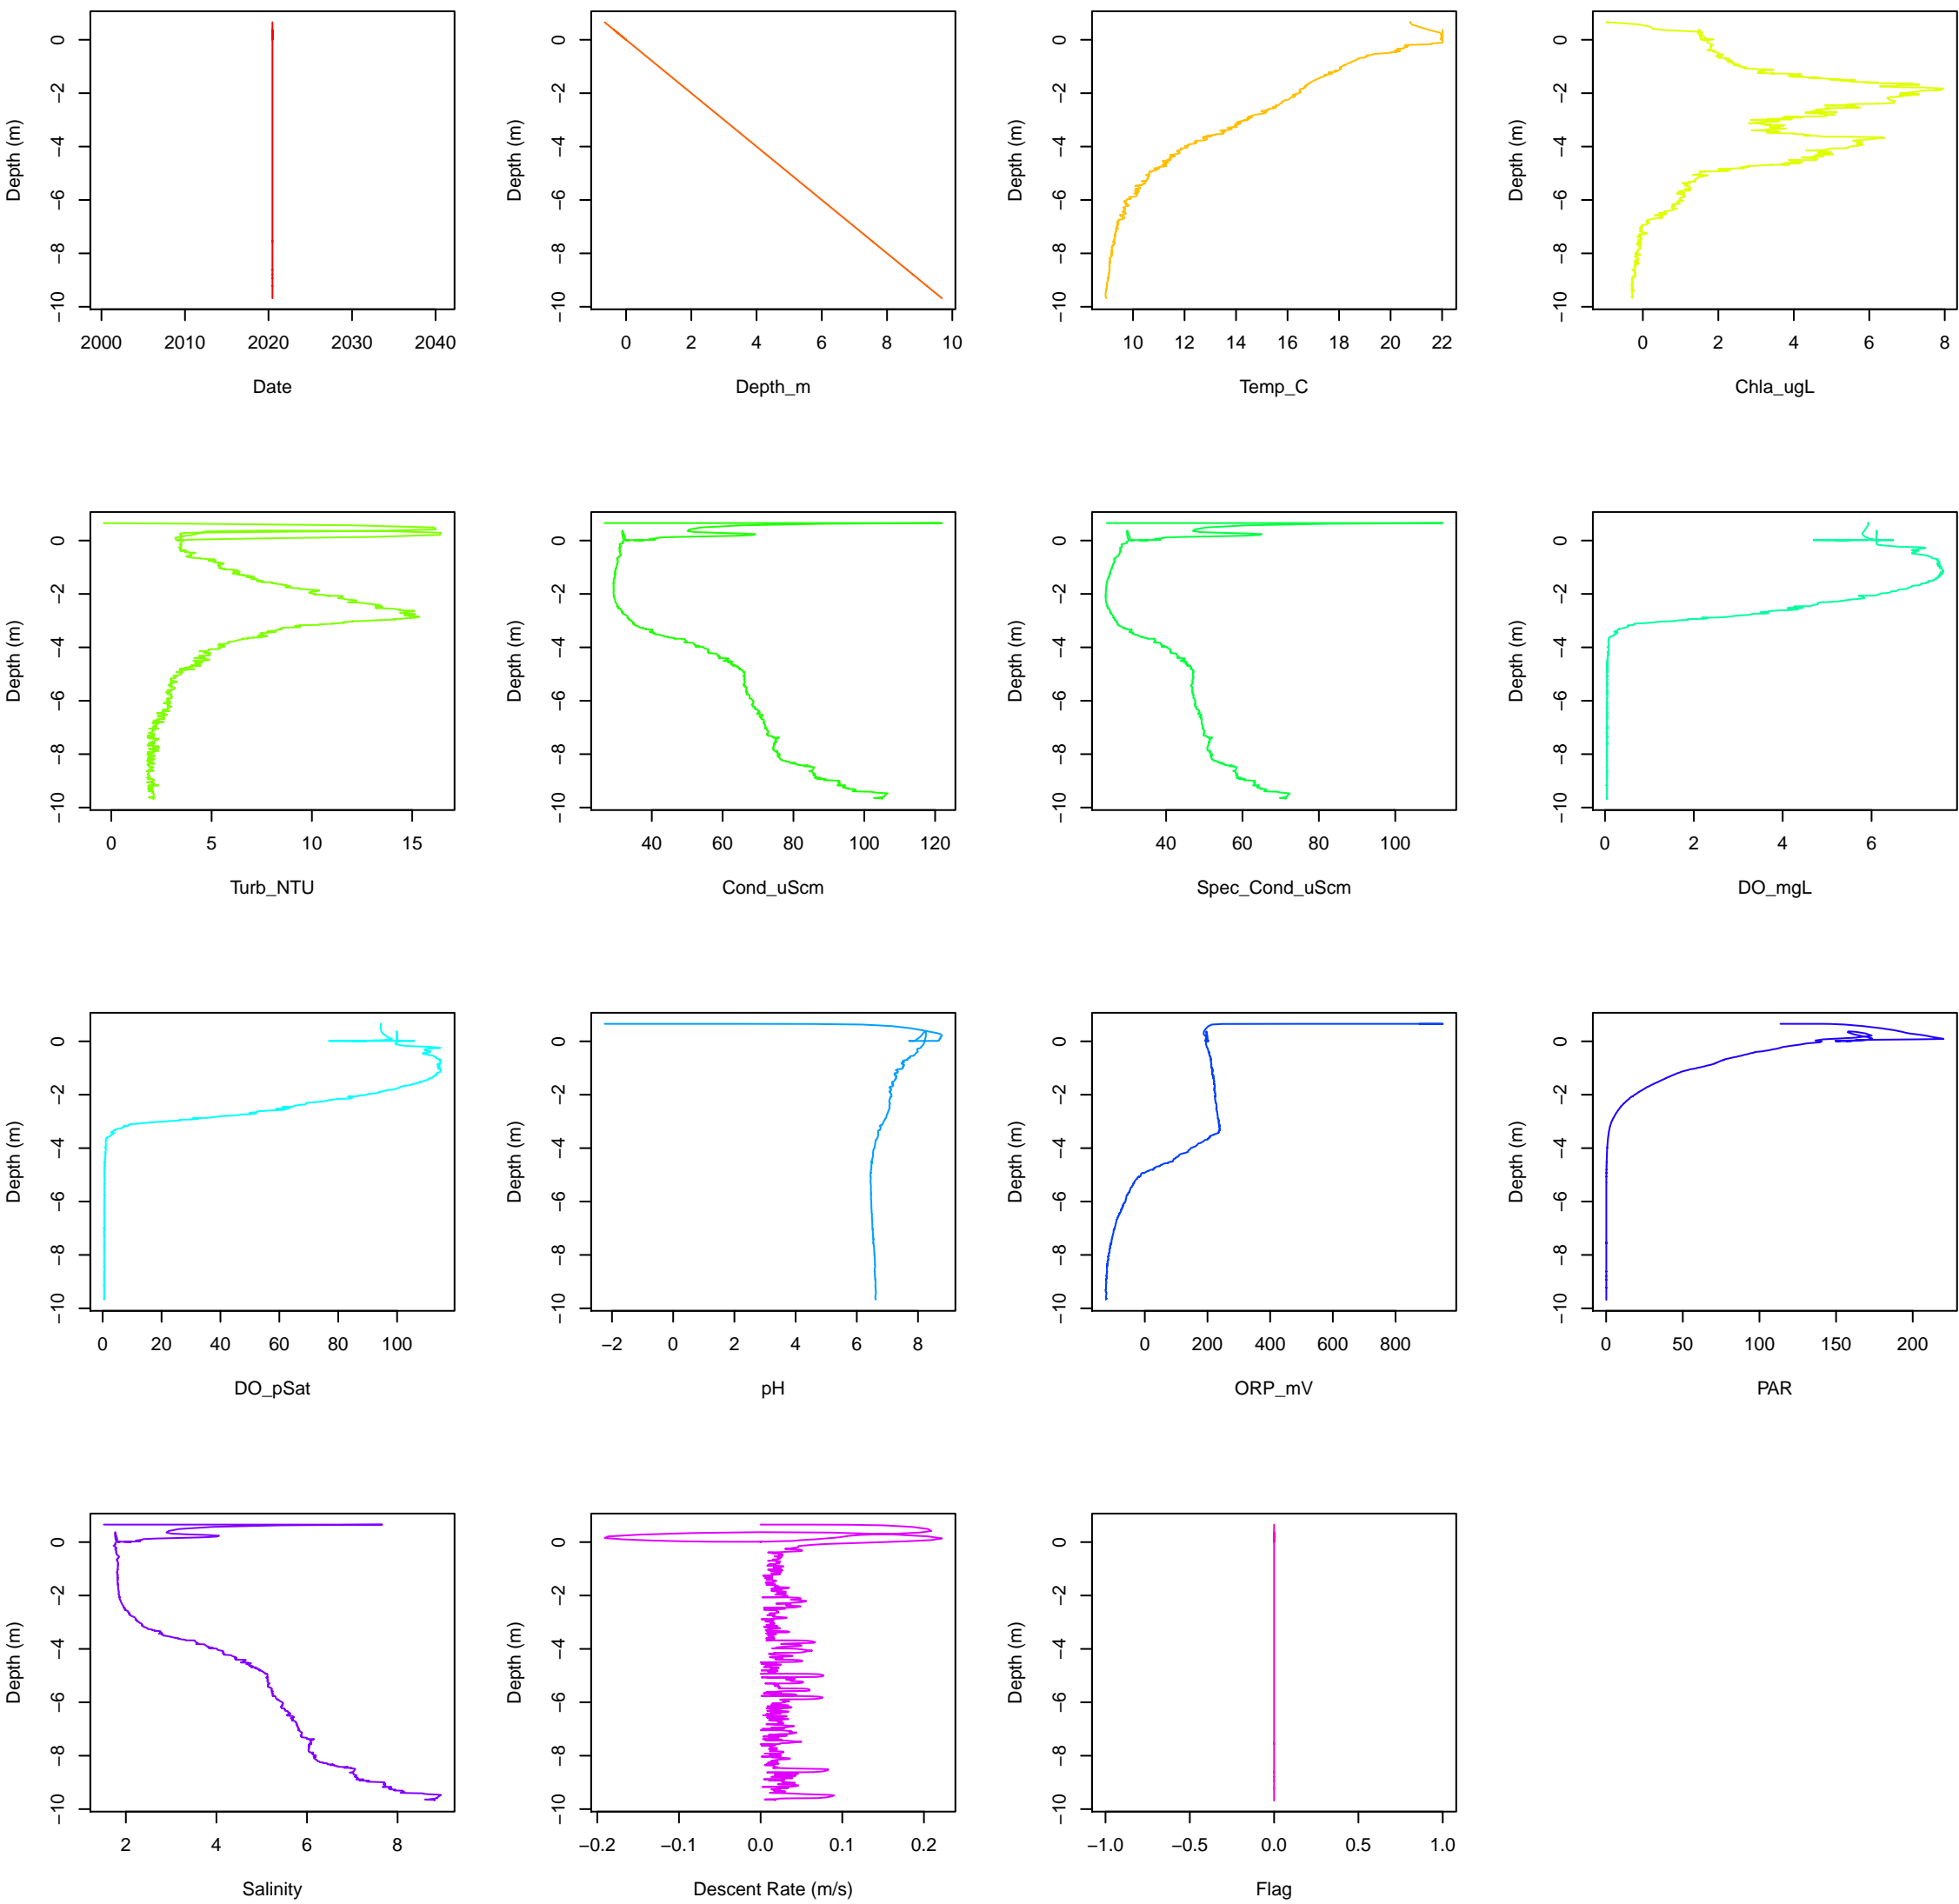 Depth (m)
0
−2
−4
−6
−8
−10
2000 2010 2020 2030 2040
Date
Depth (m)
0
−2
−4
−6
−8
−10
0 2 4 6 8 10
Depth_m
Depth (m)
0
−2
−4
−6
−8
−10
10 12 14 16 18 20 22
Temp_C
Depth (m)
0
−2
−4
−6
−8
−10
0 2 4 6 8
Chla_ugL
Depth (m)
0
−2
−4
−6
−8
−10
0 5 10 15
Turb_NTU
Depth (m)
0
−2
−4
−6
−8
−10
40 60 80 100 120
Cond_uScm
Depth (m)
0
−2
−4
−6
−8
−10
40 60 80 100
Spec_Cond_uScm
Depth (m)
0
−2
−4
−6
−8
−10
0 2 4 6
DO_mgL
Depth (m)
0
−2
−4
−6
−8
−10
0 20 40 60 80 100
DO_pSat
Depth (m)
0
−2
−4
−6
−8
−10
−2 0 2 4 6 8
pH
Depth (m)
0
−2
−4
−6
−8
−10
0 200 400 600 800
ORP_mV
Depth (m)
0
−2
−4
−6
−8
−10
0 50 100 150 200
PAR
Depth (m)
0
−2
−4
−6
−8
−10
2 4 6 8
Salinity
Depth (m)
0
−2
−4
−6
−8
−10
−0.2 −0.1 0.0 0.1 0.2
Descent Rate (m/s)
Depth (m)
0
−2
−4
−6
−8
−10
−1.0 −0.5 0.0 0.5 1.0
Flag